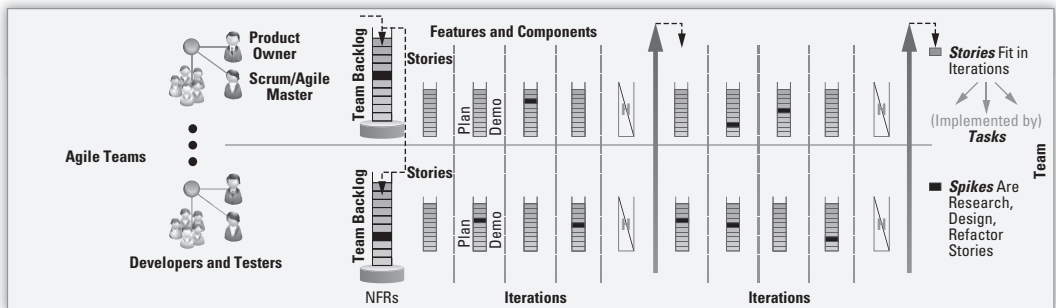 Product
Owner
Scrum/Agile
Master
Agile Teams
Developers and Testers
Team Backlog
Features and Components
Stories
Plan
Demo
H
H
Team Backlog
Stories
Plan
Demo
H
H
NFRs
Iterations
Iterations
Stories Fit in
Iterations
(Implemented by)
Tasks
Spikes Are
Research,
Design,
Refactor
Stories
Team